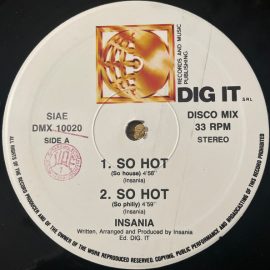 RECORDS AND MUSIC
PUBLISHING
DIG IT SRL
SIAE
DMX 10020
SIDE A
DISCO MIX
33 RPM
STEREO
1. SO HOT
(So house) 4'58"
(Insania)
2. SO HOT
(So philly) 4'59"
(Insania)
INSANIA
Written, Arranged and Produced by Insania
Ed. DIG. IT
ALL RIGHTS OF THE RECORD PRODUCER AND OF THE OWNER OF THE WORK REPRODUCED RESERVED. COPYING, PUBLIC PERFORMANCE AND BROADCASTING OF THIS RECORD PROHIBITED.